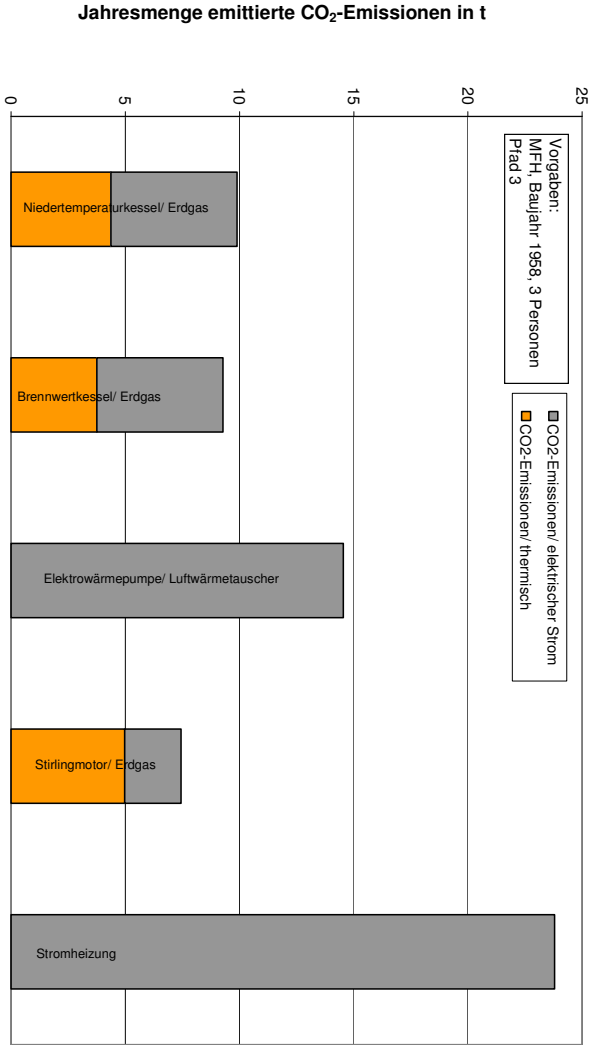 Jahresmenge emittierte CO₂-Emissionen in t
0
5
10
15
20
25
Vorgaben:
MFH, Baujahr 1958, 3 Personen
Pfad 3
CO2-Emissionen/ elektrischer Strom
CO2-Emissionen/ thermisch
Niedertemperaturkessel/ Erdgas
Brennwertkessel/ Erdgas
Elektrowärmepumpe/ Luftwärmetauscher
Stirlingmotor/ Erdgas
Stromheizung